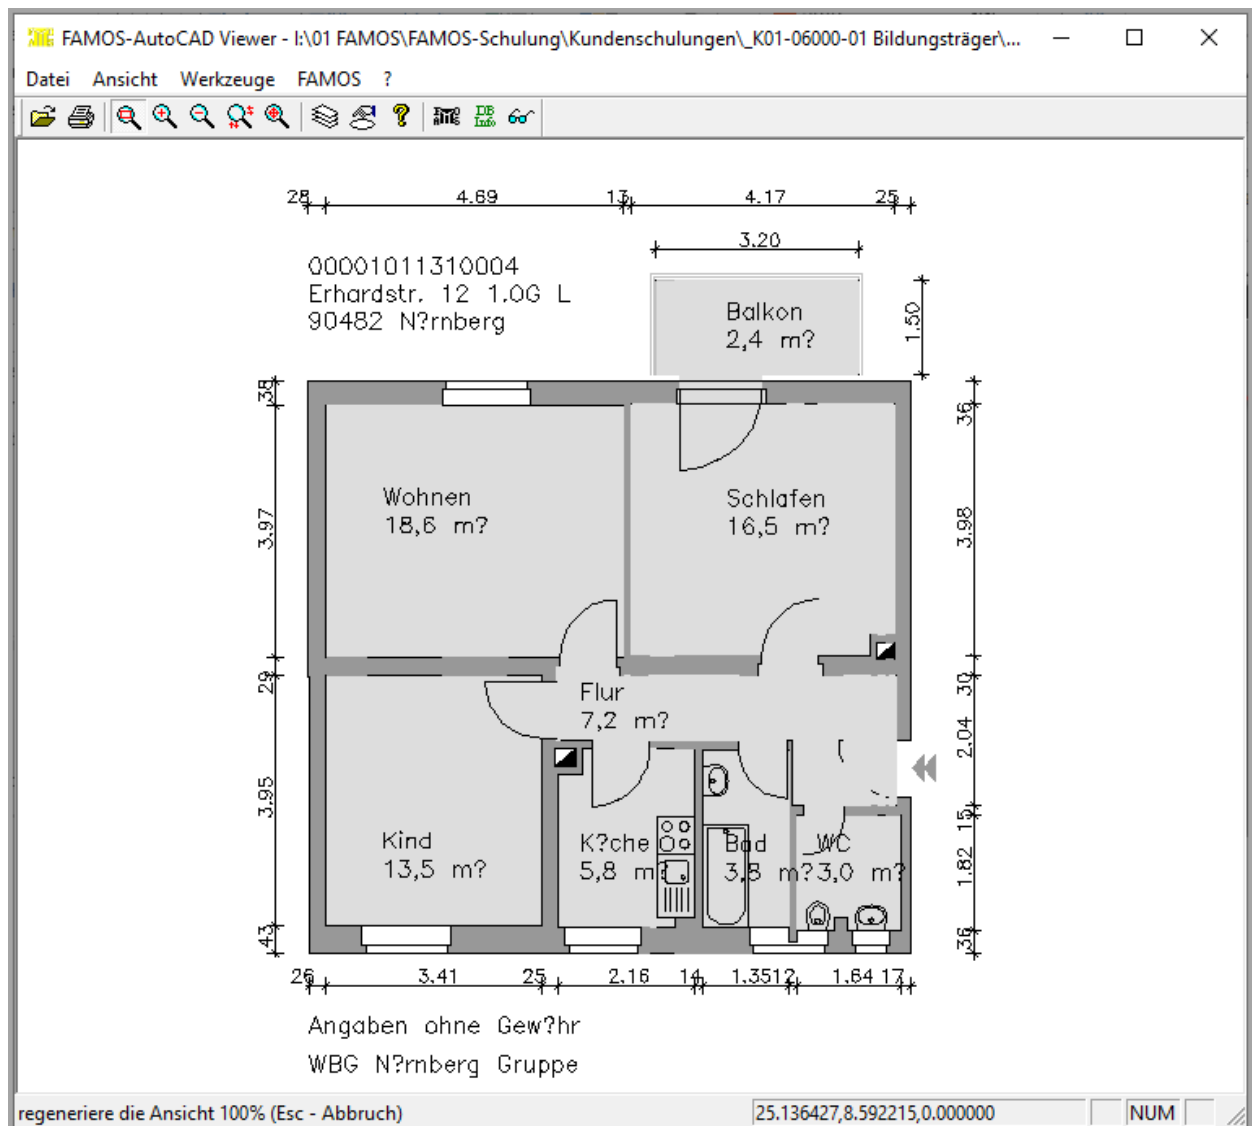 FAMOS-AutoCAD Viewer - I:\01 FAMOS\FAMOS-Schulung\Kundenschulungen\_K01-06000-01 Bildungsträger\...
Datei Ansicht Werkzeuge FAMOS ?
DB Info
28 4.69 13 4.17 25
3.20
00001011310004
Erhardstr. 12 1.OG L
90482 N?rnberg
Balkon
2,4 m?
1.50
38
36
Wohnen
18,6 m?
Schlafen
16,5 m?
3.97
3.98
Flur
7,2 m?
29
30
2.04
3.95
Kind
13,5 m?
K?che
5,8 m?
Bad
3,8 m?
WC
3,0 m?
15
1.82
43
36
26 3.41 25 2.16 14 1.35 12 1.64 17
Angaben ohne Gew?hr
WBG N?rnberg Gruppe
regeneriere die Ansicht 100% (Esc - Abbruch) 25.136427,8.592215,0.000000 NUM